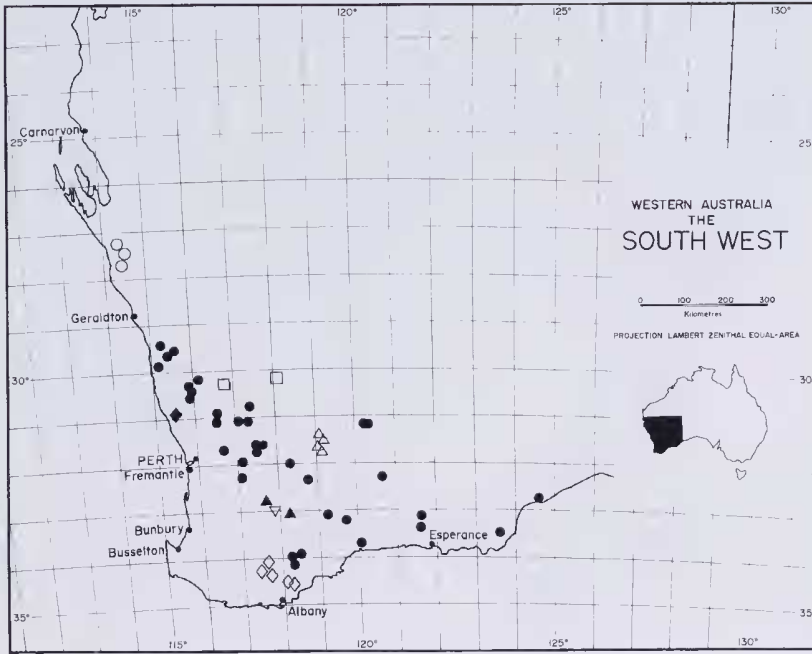 115° 120° 125° 130°
Carnarvon
25° 25°
WESTERN AUSTRALIA
THE
SOUTH WEST
Geraldton
0 100 200 300
Kilometres
PROJECTION LAMBERT ZENITHAL EQUAL-AREA
30° 30°
PERTH
Fremantle
Bunbury
Esperance
Busselton
Albany
35° 35°
115° 120° 125° 130°